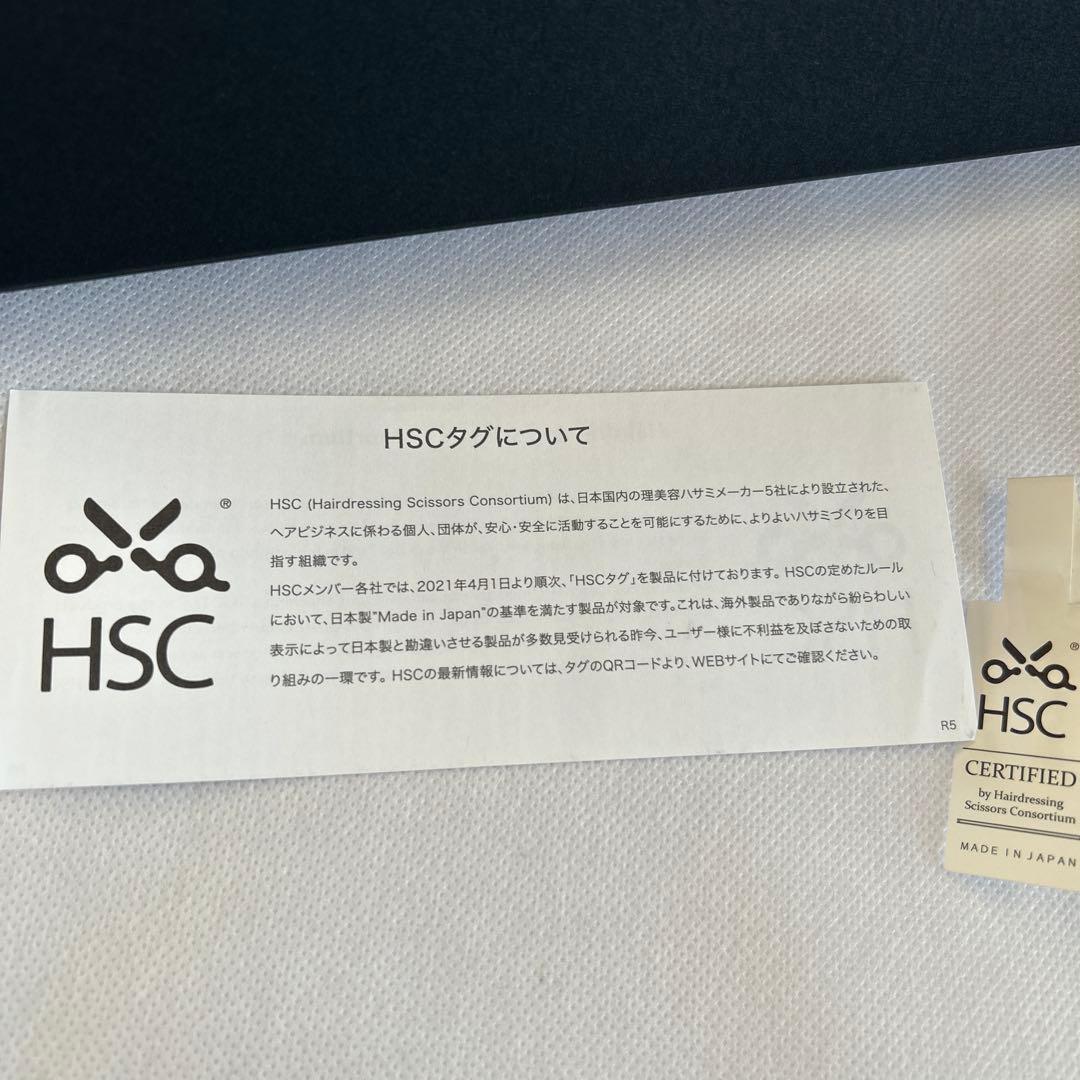 HSCタグについて
®
HSC
HSC (Hairdressing Scissors Consortium) は、日本国内の理美容ハサミメーカー5社により設立された、
ヘアビジネスに係わる個人、団体が、安心・安全に活動することを可能にするために、よりよいハサミづくりを目
指す組織です。
HSCメンバー各社では、2021年4月1日より順次、「HSCタグ」を製品に付けております。HSCの定めたルール
において、日本製"Made in Japan"の基準を満たす製品が対象です。これは、海外製品でありながら紛らわしい
表示によって日本製と勘違いさせる製品が多数見受けられる昨今、ユーザー様に不利益を及ぼさないための取
り組みの一環です。HSCの最新情報については、タグのQRコードより、WEBサイトにてご確認ください。
R5
®
HSC
CERTIFIED
by Hairdressing
Scissors Consortium
MADE IN JAPAN